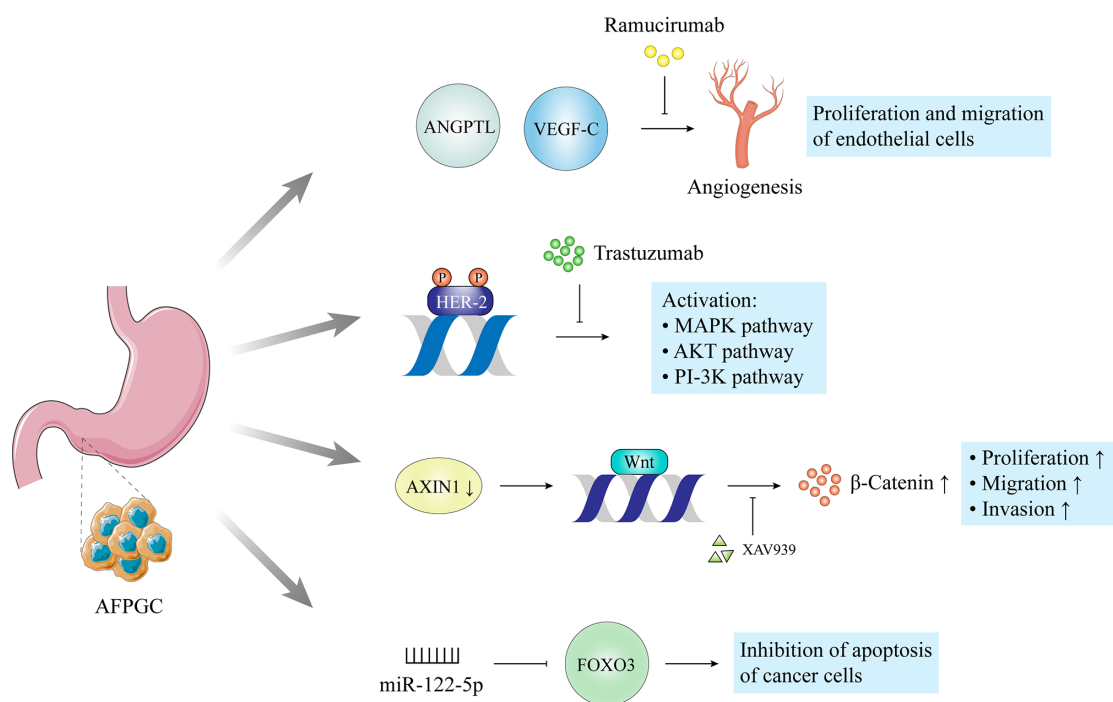 Ramucirumab
ANGPTL
VEGF-C
Angiogenesis
Proliferation and migration
of endothelial cells
P
P
HER-2
Trastuzumab
Activation:
• MAPK pathway
• AKT pathway
• PI-3K pathway
AFPGC
AXIN1 ↓
Wnt
XAV939
β-Catenin ↑
• Proliferation ↑
• Migration ↑
• Invasion ↑
miR-122-5p
FOXO3
Inhibition of apoptosis
of cancer cells